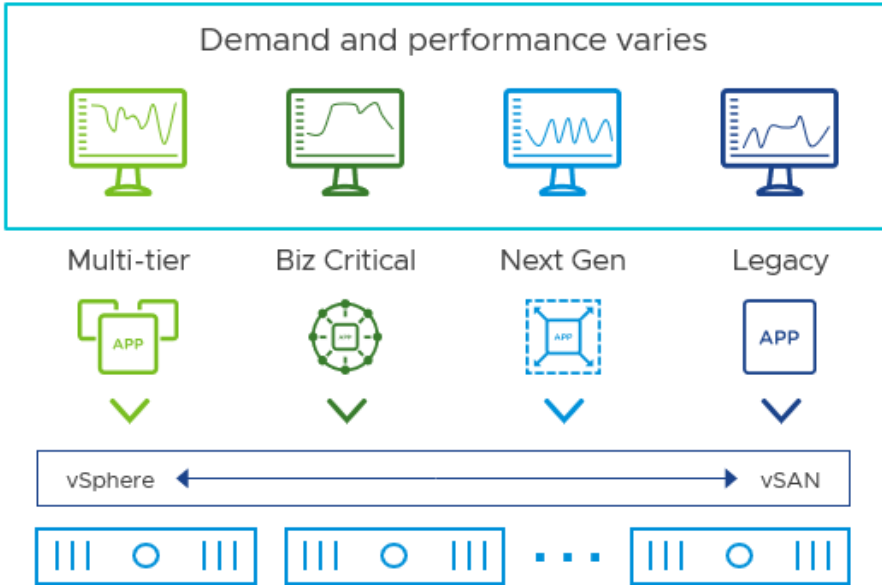 Demand and performance varies
Multi-tier Biz Critical Next Gen Legacy
APP APP APP APP
vSphere vSAN